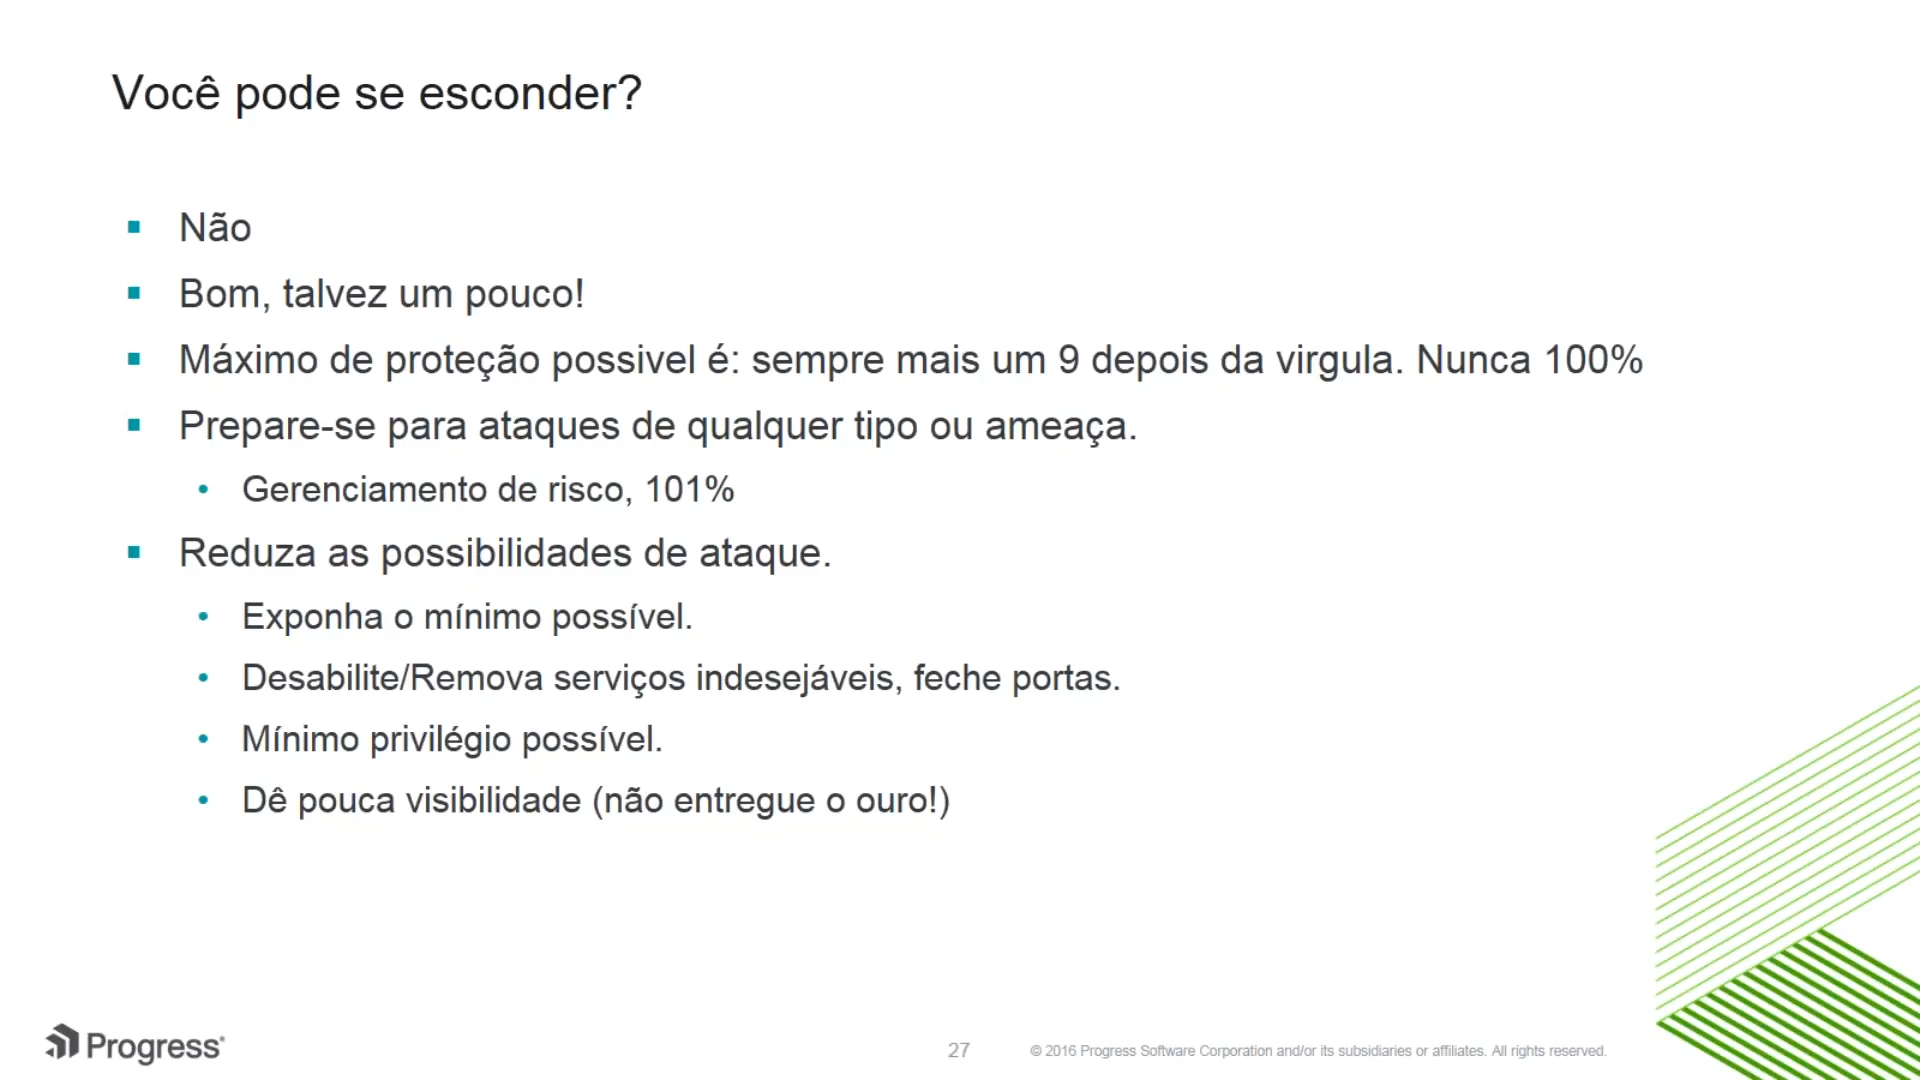 Você pode se esconder?
Não
Bom, talvez um pouco!
Máximo de proteção possivel é: sempre mais um 9 depois da virgula. Nunca 100%
Prepare-se para ataques de qualquer tipo ou ameaça.
Gerenciamento de risco, 101%
Reduza as possibilidades de ataque.
Exponha o mínimo possível.
Desabilite/Remova serviços indesejáveis, feche portas.
Mínimo privilégio possível.
Dê pouca visibilidade (não entregue o ouro!)
Progress
27
© 2016 Progress Software Corporation and/or its subsidiaries or affiliates. All rights reserved.